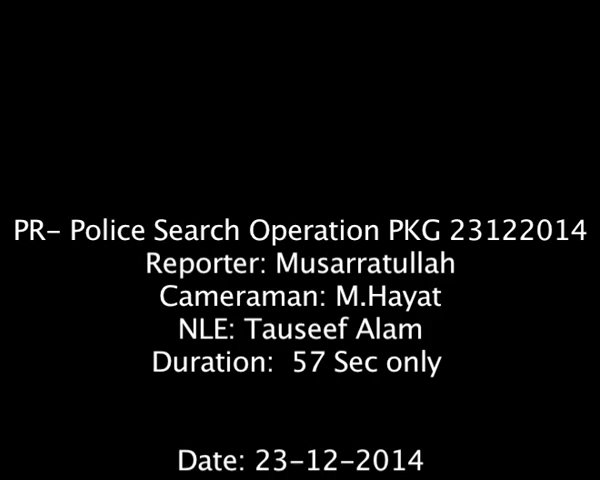 PR- Police Search Operation PKG 23122014
Reporter: Musarratullah
Cameraman: M.Hayat
NLE: Tauseef Alam
Duration:  57 Sec only
Date: 23-12-2014